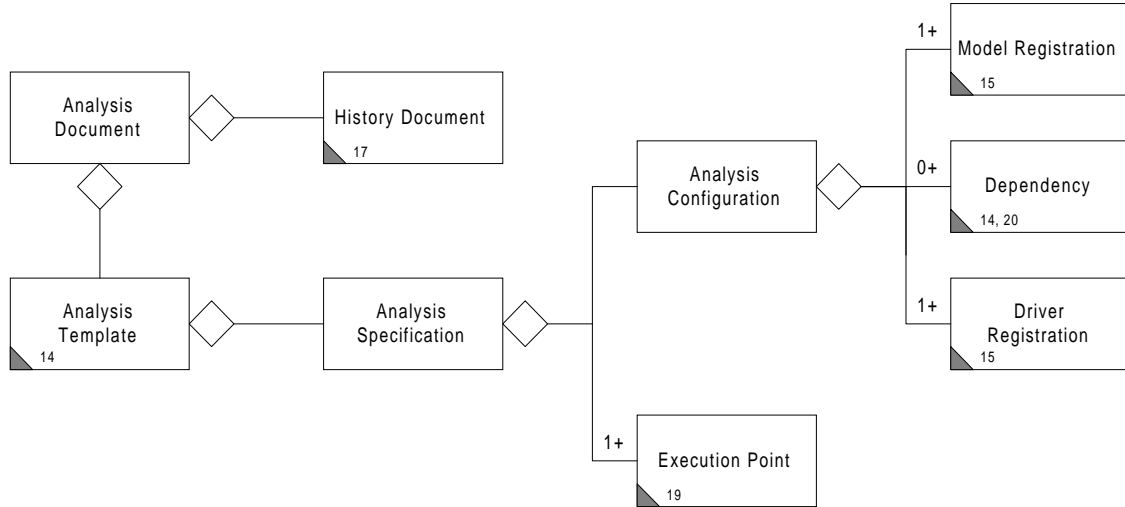 1+
Model Registration
15
Analysis
Document
History Document
17
Analysis
Configuration
0+
Dependency
14, 20
Analysis
Template
14
Analysis
Specification
1+
Driver
Registration
15
1+
Execution Point
19